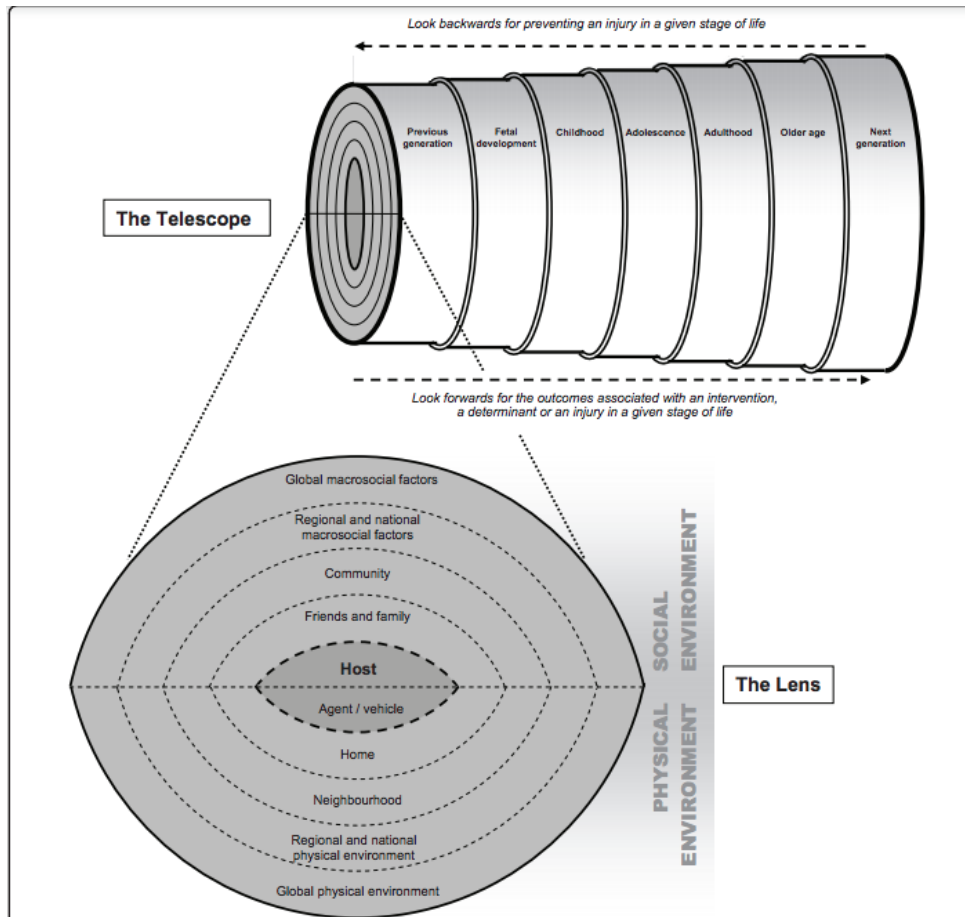 Look backwards for preventing an injury in a given stage of life
Previous
generation
Fetal
development
Childhood
Adolescence
Adulthood
Older age
Next
generation
The Telescope
Look forwards for the outcomes associated with an intervention,
a determinant or an injury in a given stage of life
Global macrosocial factors
Regional and national
macrosocial factors
Community
Friends and family
Host
Agent / vehicle
Home
Neighbourhood
Regional and national
physical environment
Global physical environment
SOCIAL
ENVIRONMENT
PHYSICAL
ENVIRONMENT
The Lens